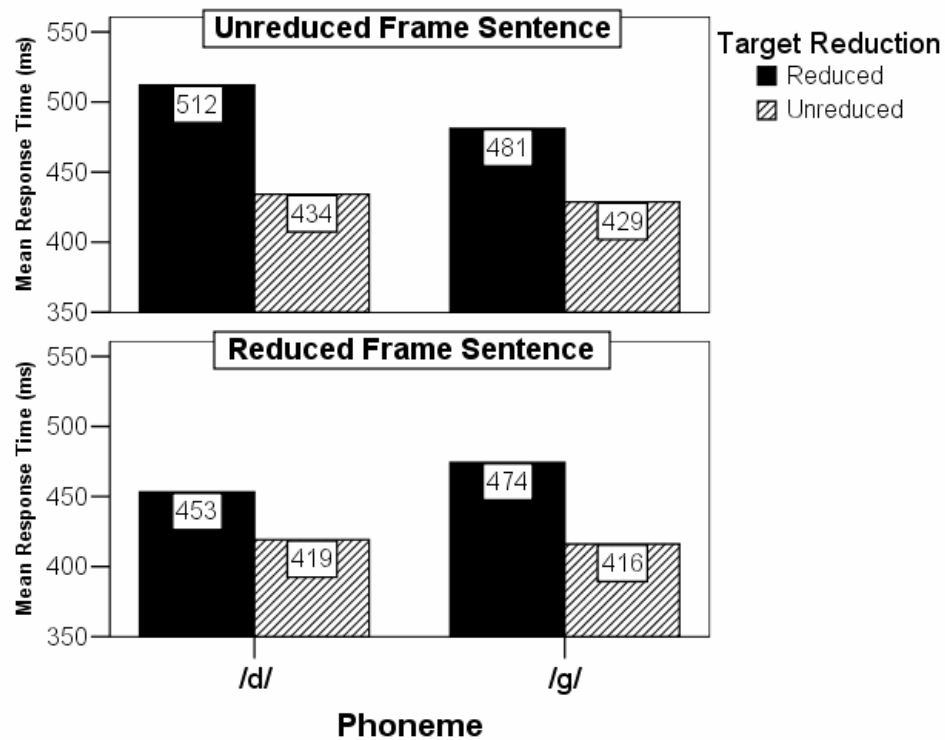 Unreduced Frame Sentence
Target Reduction
Reduced
Unreduced
Mean Response Time (ms)
550
500
450
400
350
512
434
481
429
Reduced Frame Sentence
Mean Response Time (ms)
550
500
450
400
350
453
419
474
416
/d/ /g/
Phoneme